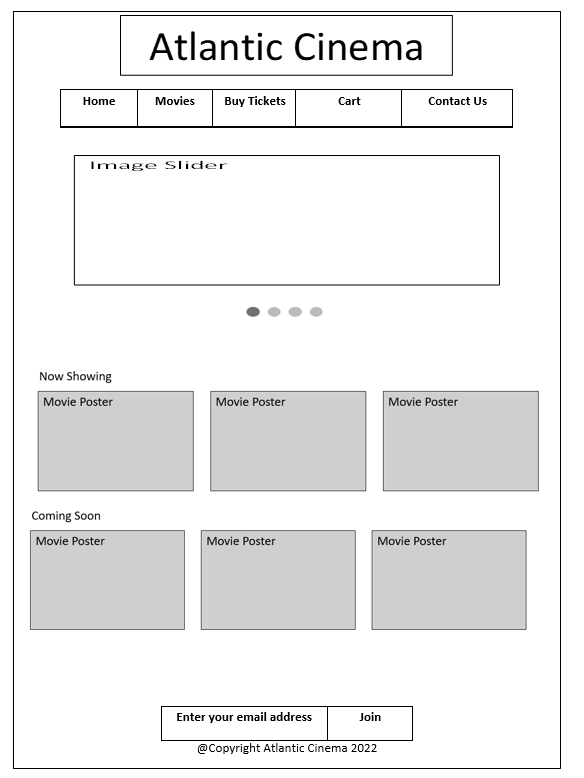 Atlantic Cinema
Home Movies Buy Tickets Cart Contact Us
Image Slider
Now Showing
Movie Poster Movie Poster Movie Poster
Coming Soon
Movie Poster Movie Poster Movie Poster
Enter your email address Join
@Copyright Atlantic Cinema 2022